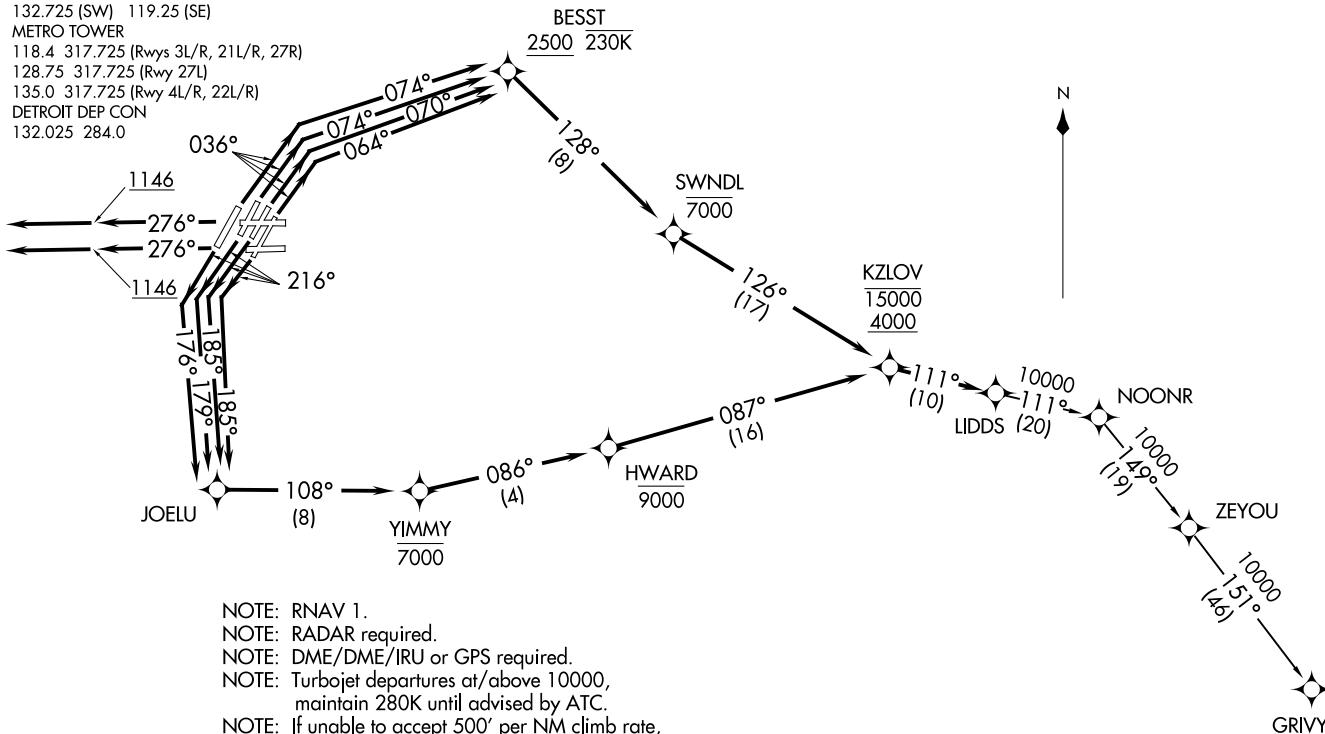 132.725 (SW) 119.25 (SE)
METRO TOWER
118.4 317.725 (Rwys 3L/R, 21L/R, 27R)
128.75 317.725 (Rwy 27L)
135.0 317.725 (Rwy 4L/R, 22L/R)
DETROIT DEP CON
132.025 284.0
BESST
2500 230K
074°
074°
070°
064°
036°
N
128°
(8)
1146
276°
276°
1146
216°
SWNDL
7000
126°
(17)
KZLOV
15000
4000
176°
185°
179°
185°
111°
(10)
LIDDS
10000
111°
(20)
NOONR
087°
(16)
10000
149°
(19)
086°
(4)
HWARD
9000
JOELU
108°
(8)
YIMMY
7000
ZEYOU
10000
151°
(46)
GRIVY
NOTE: RNAV 1.
NOTE: RADAR required.
NOTE: DME/DME/IRU or GPS required.
NOTE: Turbojet departures at/above 10000,
maintain 280K until advised by ATC.
NOTE: If unable to accept 500' per NM climb rate,